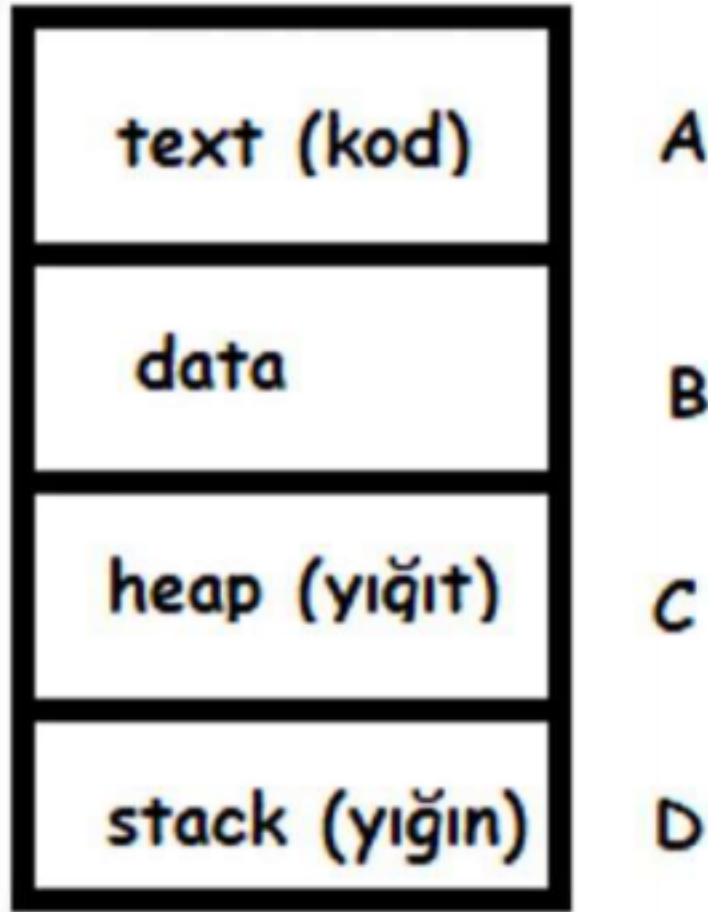 text (kod)
A
data
B
heap (yığıt)
C
stack (yığın)
D